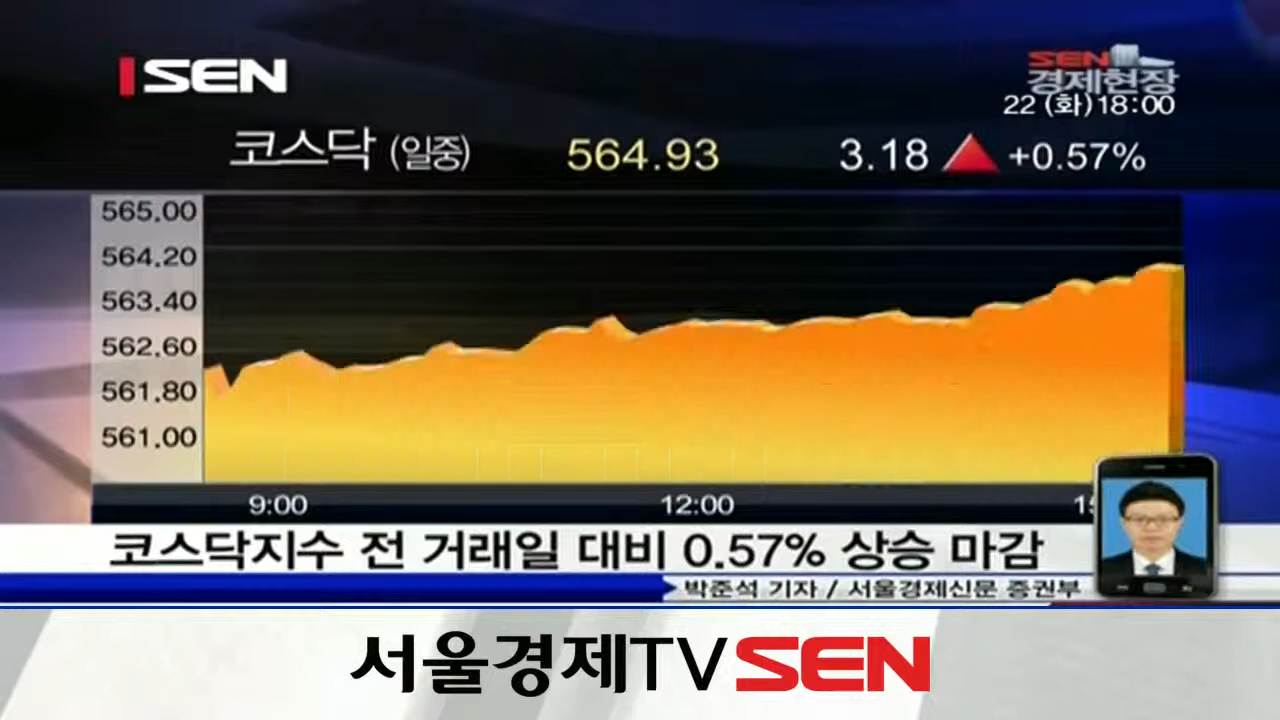 SEN
SEN
경제현장
22 (화) 18:00
코스닥 (일중) 564.93 3.18 ▲ +0.57%
565.00
564.20
563.40
562.60
561.80
561.00
9:00 12:00
코스닥지수 전 거래일 대비 0.57% 상승 마감
박준석 기자 / 서울경제신문 증권부
서울경제TV SEN